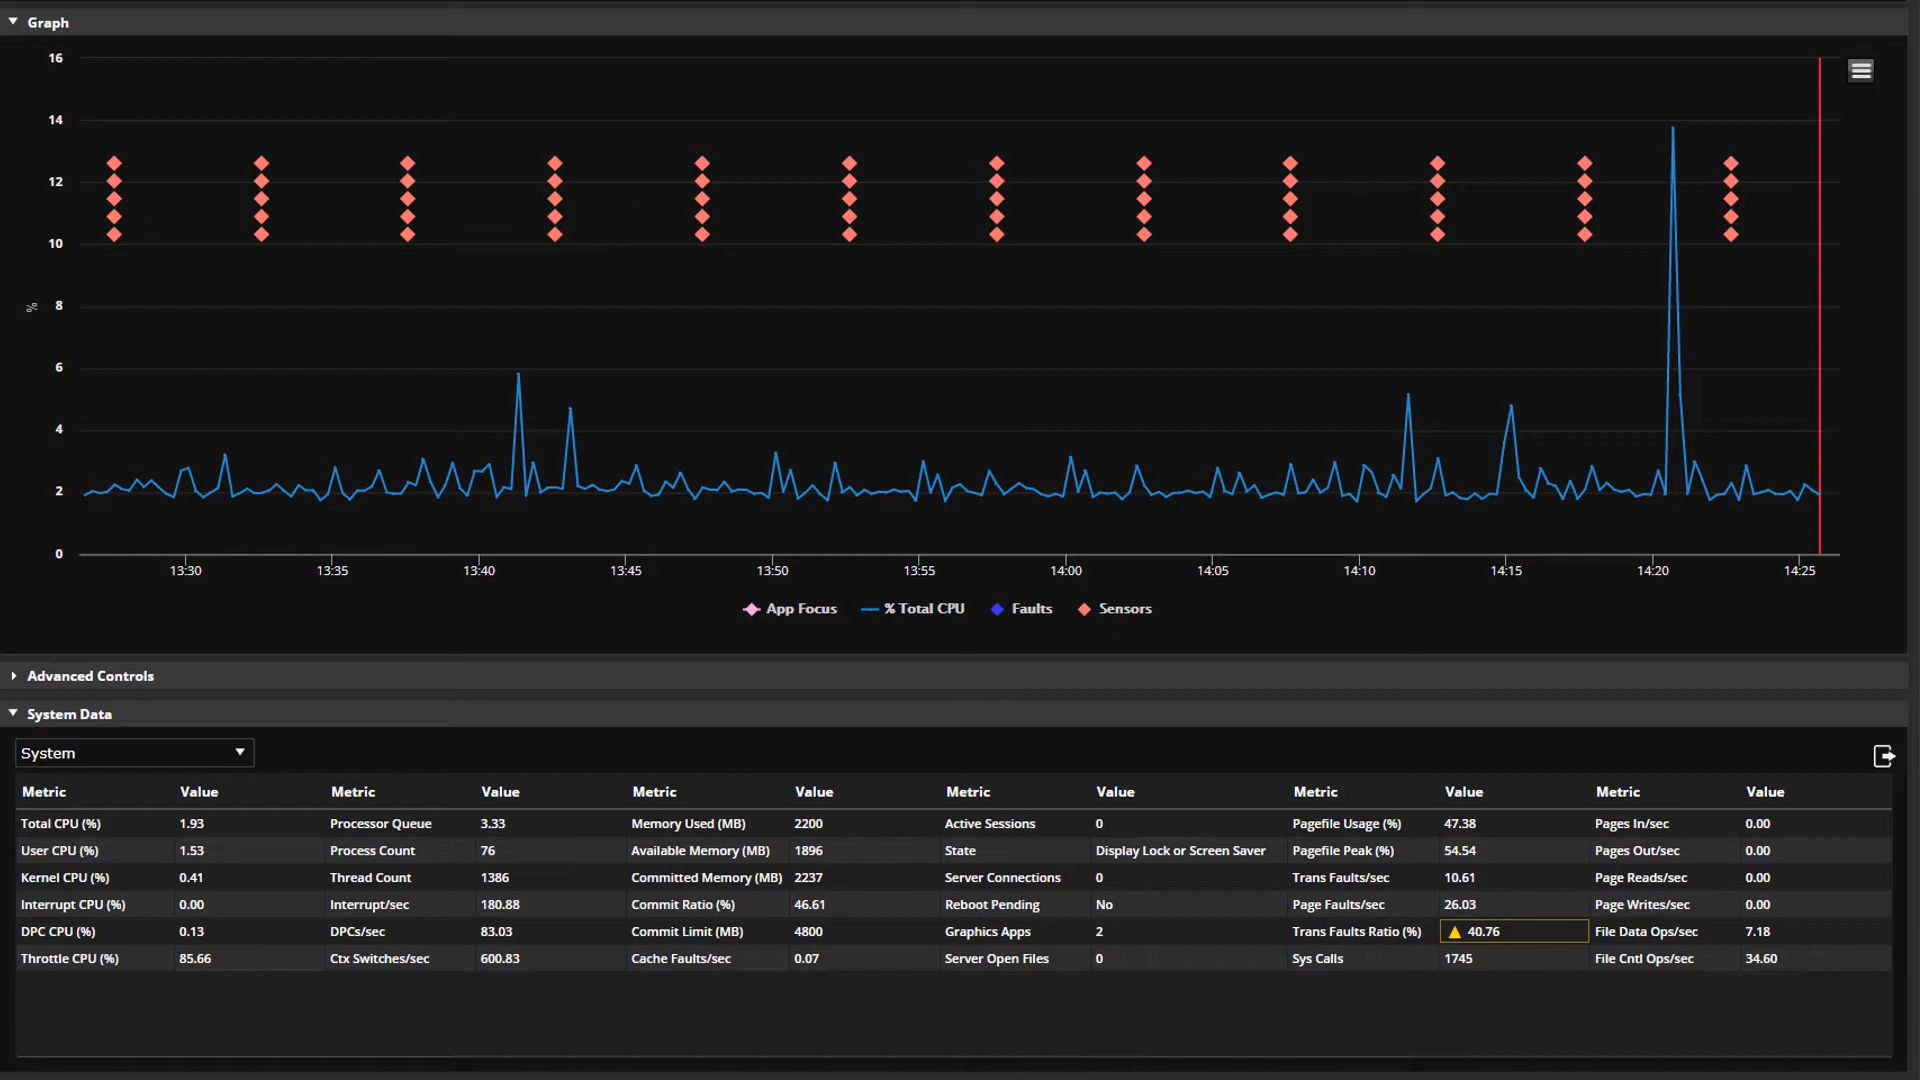 Graph
16
14
12
10
8
6
4
2
0
%
13:30 13:35 13:40 13:45 13:50 13:55 14:00 14:05 14:10 14:15 14:20 14:25
App Focus % Total CPU Faults Sensors
Advanced Controls
System Data
System
Metric Value Metric Value Metric Value Metric Value Metric Value Metric Value
Total CPU (%) 1.93 Processor Queue 3.33 Memory Used (MB) 2200 Active Sessions 0 Pagefile Usage (%) 47.38 Pages In/sec 0.00
User CPU (%) 1.53 Process Count 76 Available Memory (MB) 1896 State Display Lock or Screen Saver Pagefile Peak (%) 54.54 Pages Out/sec 0.00
Kernel CPU (%) 0.41 Thread Count 1386 Committed Memory (MB) 2237 Server Connections 0 Trans Faults/sec 10.61 Page Reads/sec 0.00
Interrupt CPU (%) 0.00 Interrupt/sec 180.88 Commit Ratio (%) 46.61 Reboot Pending No Page Faults/sec 26.03 Page Writes/sec 0.00
DPC CPU (%) 0.13 DPCs/sec 83.03 Commit Limit (MB) 4800 Graphics Apps 2 Trans Faults Ratio (%) 40.76 File Data Ops/sec 7.18
Throttle CPU (%) 85.66 Ctx Switches/sec 600.83 Cache Faults/sec 0.07 Server Open Files 0 Sys Calls 1745 File Cntl Ops/sec 34.60